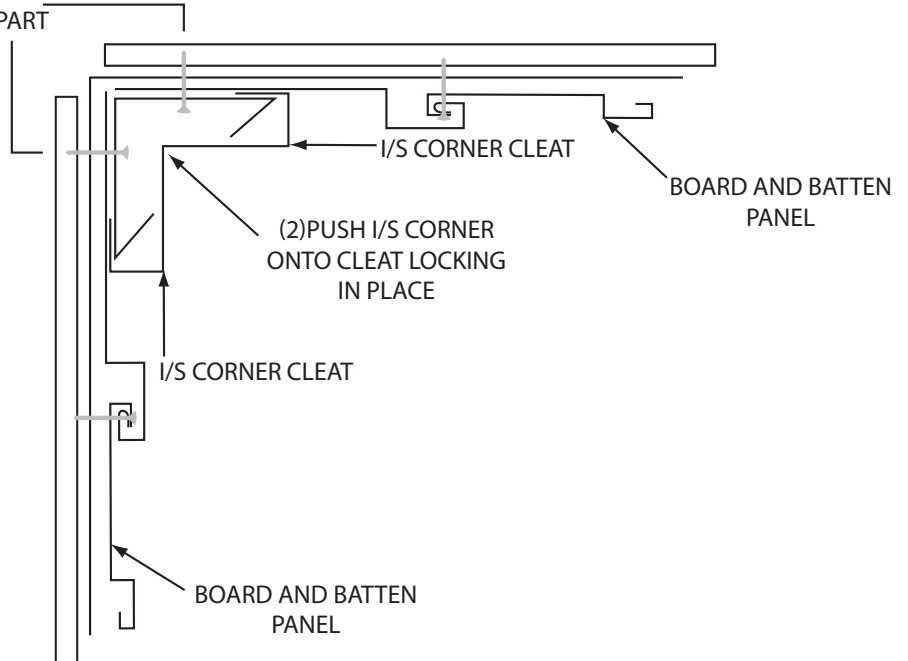 PART
I/S CORNER CLEAT
BOARD AND BATTEN
PANEL
(2)PUSH I/S CORNER
ONTO CLEAT LOCKING
IN PLACE
I/S CORNER CLEAT
BOARD AND BATTEN
PANEL